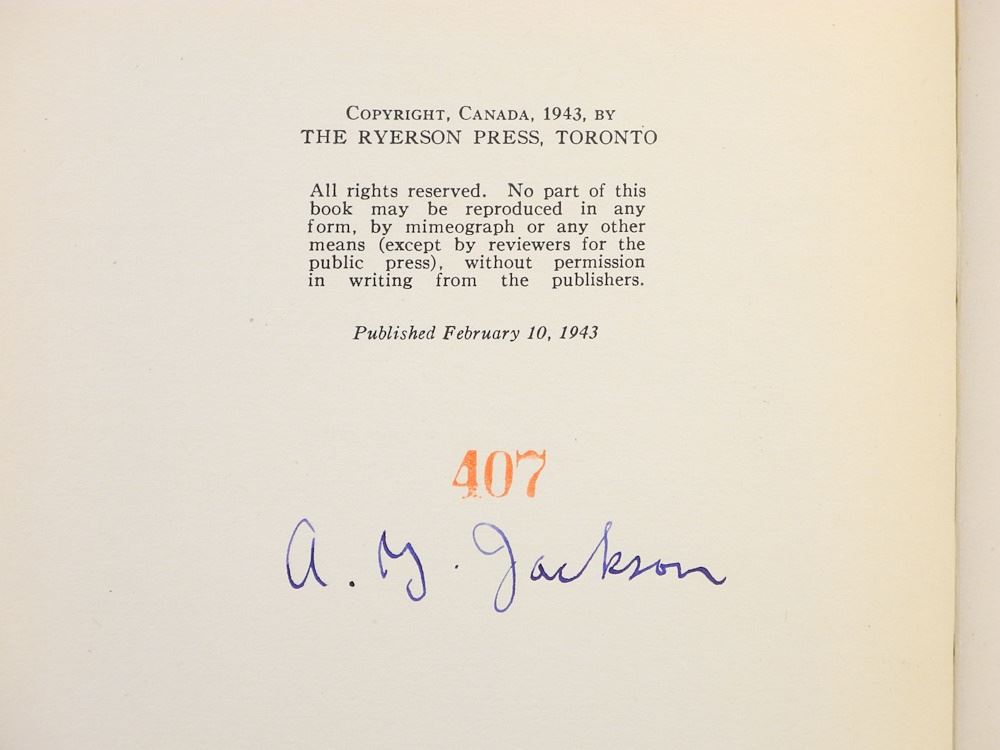 COPYRIGHT, CANADA, 1943, BY
THE RYERSON PRESS, TORONTO
All rights reserved. No part of this
book may be reproduced in any
form, by mimeograph or any other
means (except by reviewers for the
public press), without permission
in writing from the publishers.
Published February 10, 1943
407
A. Y. Jackson